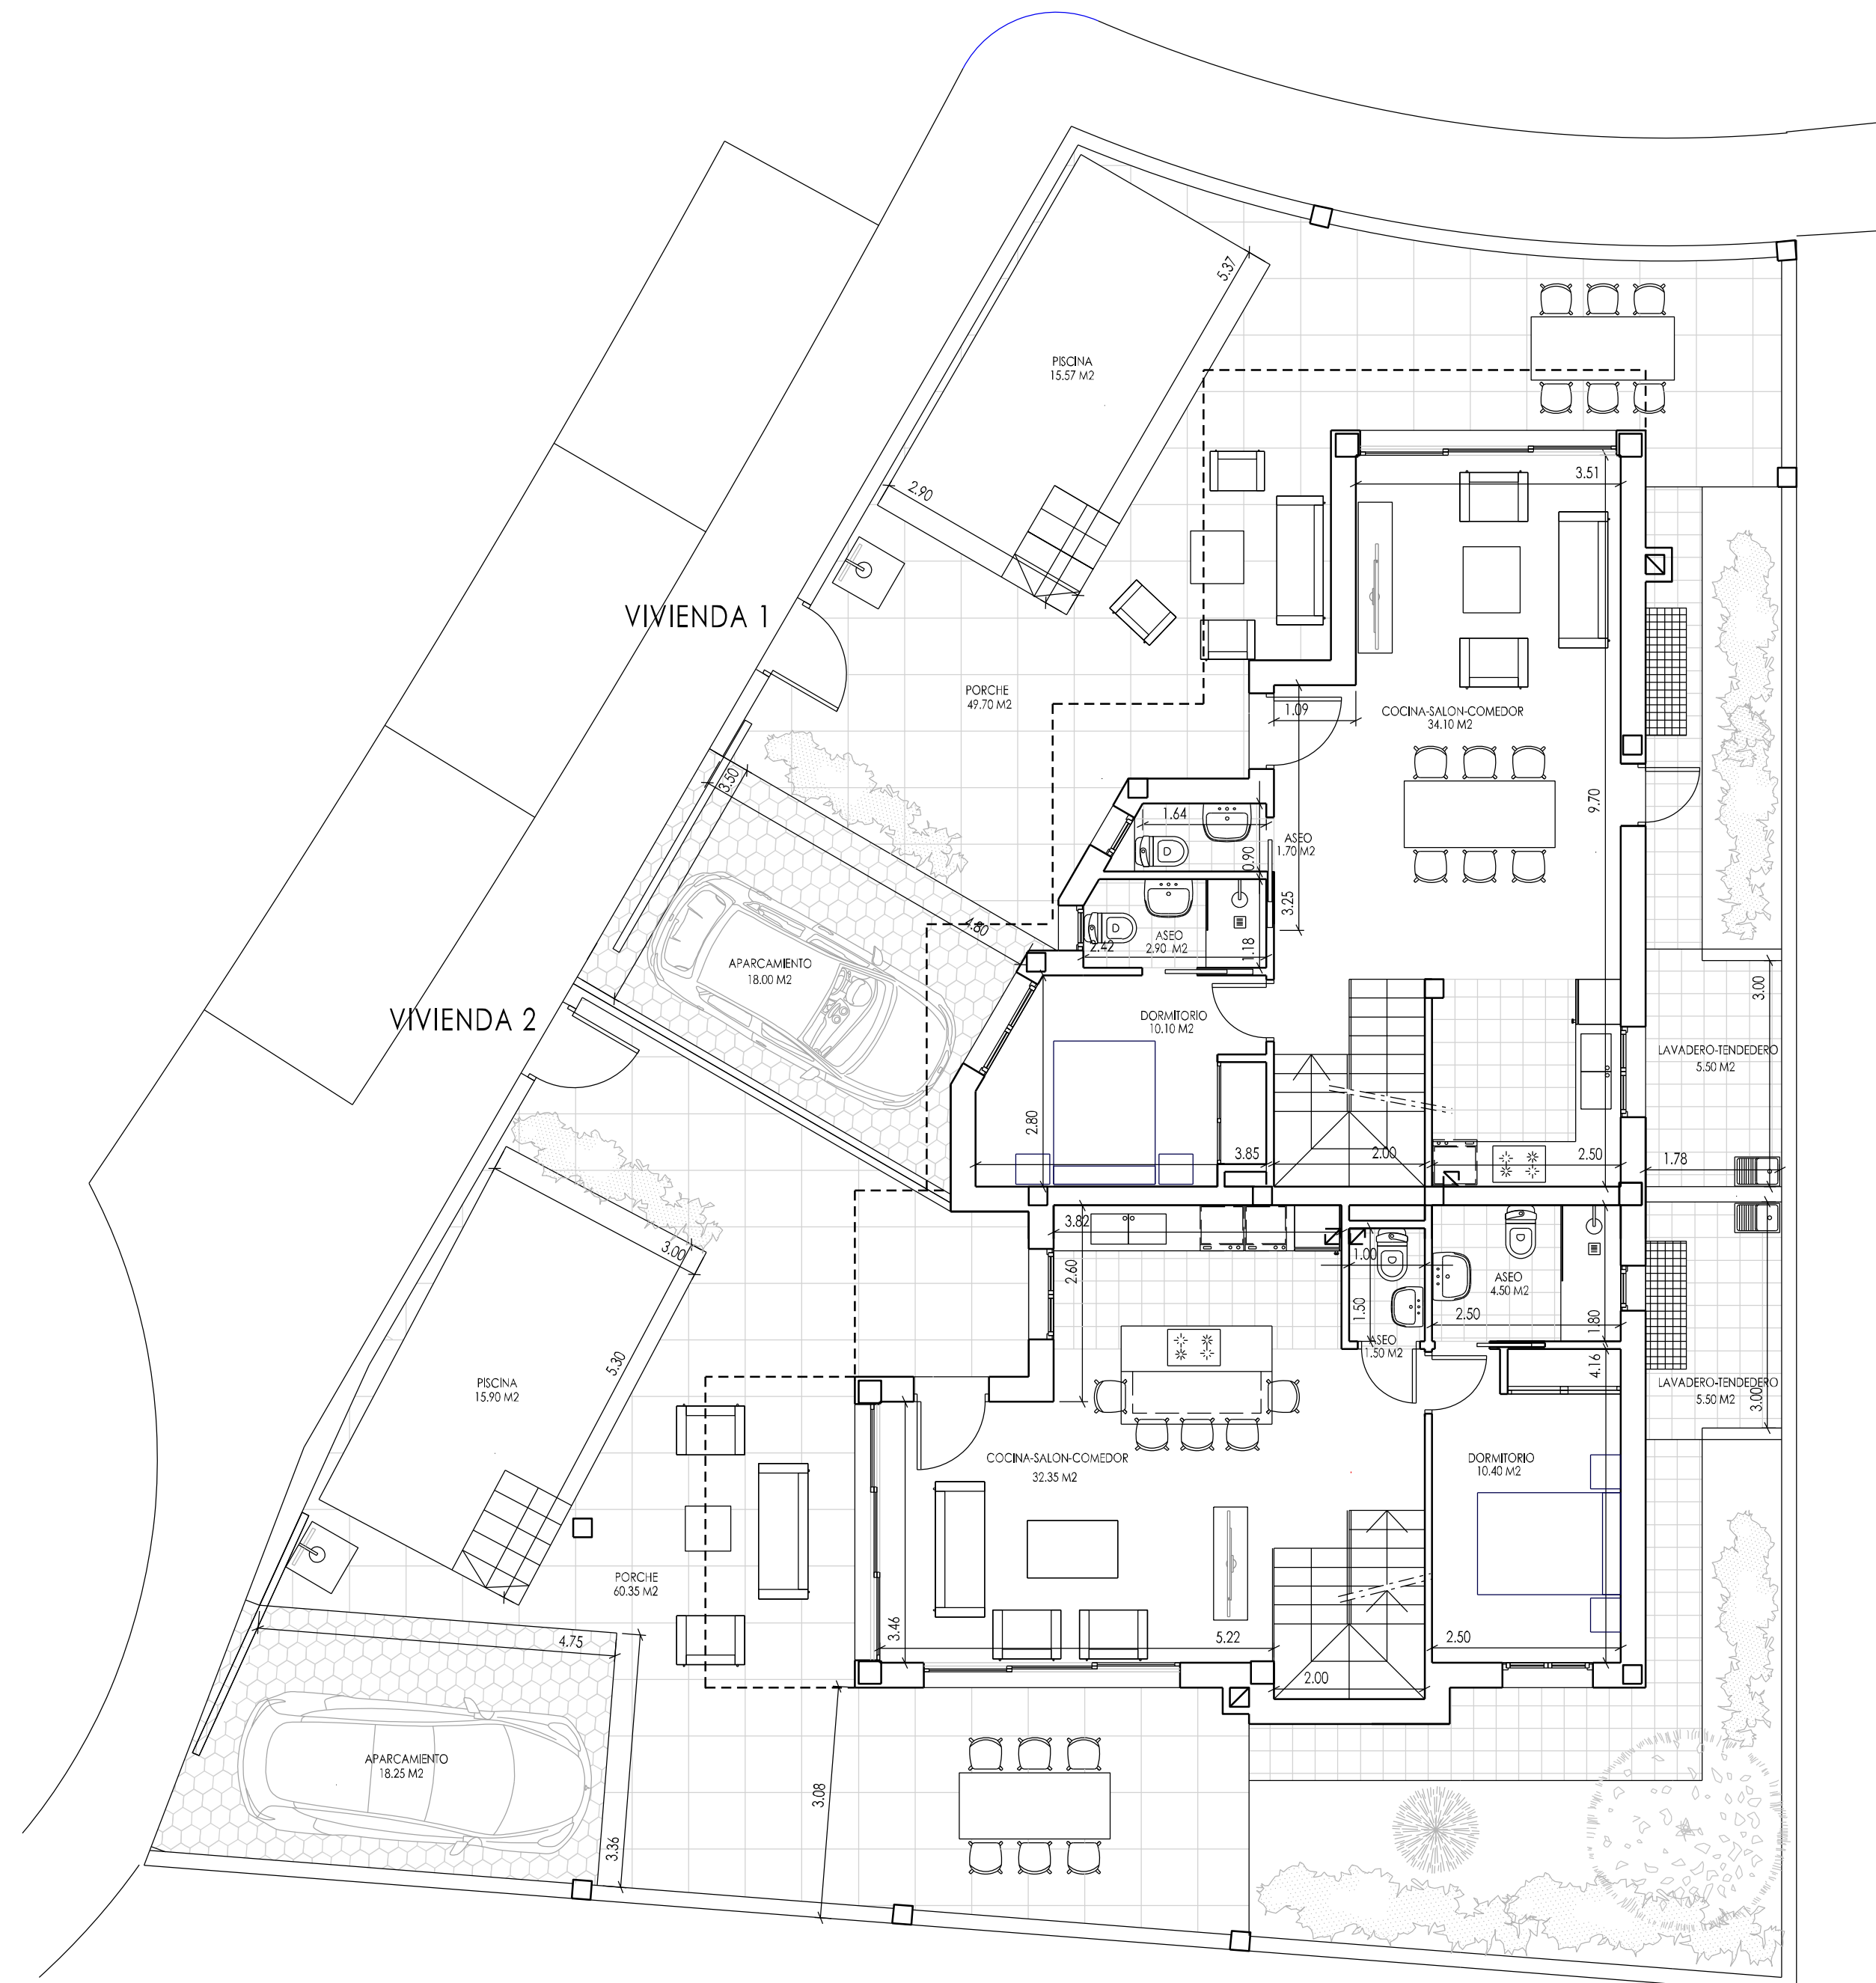 5.37
PISCINA
15.57 M2
3.51
2.90
VIVIENDA 1
PORCHE
49.70 M2
1.09
COCINA-SALON-COMEDOR
34.10 M2
3.50
9.70
1.64
ASEO
1.70 M2
0.90
3.25
4.80
ASEO
2.90 M2
2.42
1.18
APARCAMIENTO
18.00 M2
3.00
VIVIENDA 2
DORMITORIO
10.10 M2
LAVADERO-TENDEDERO
5.50 M2
2.80
3.85
2.00
2.50
1.78
3.82
3.00
2.60
1.00
ASEO
4.50 M2
1.50
2.50
1.80
ASEO
1.50 M2
4.16
5.30
PISCINA
15.90 M2
LAVADERO-TENDEDERO
5.50 M2
3.00
COCINA-SALON-COMEDOR
32.35 M2
DORMITORIO
10.40 M2
PORCHE
60.35 M2
3.46
4.75
5.22
2.50
2.00
APARCAMIENTO
18.25 M2
3.08
3.36